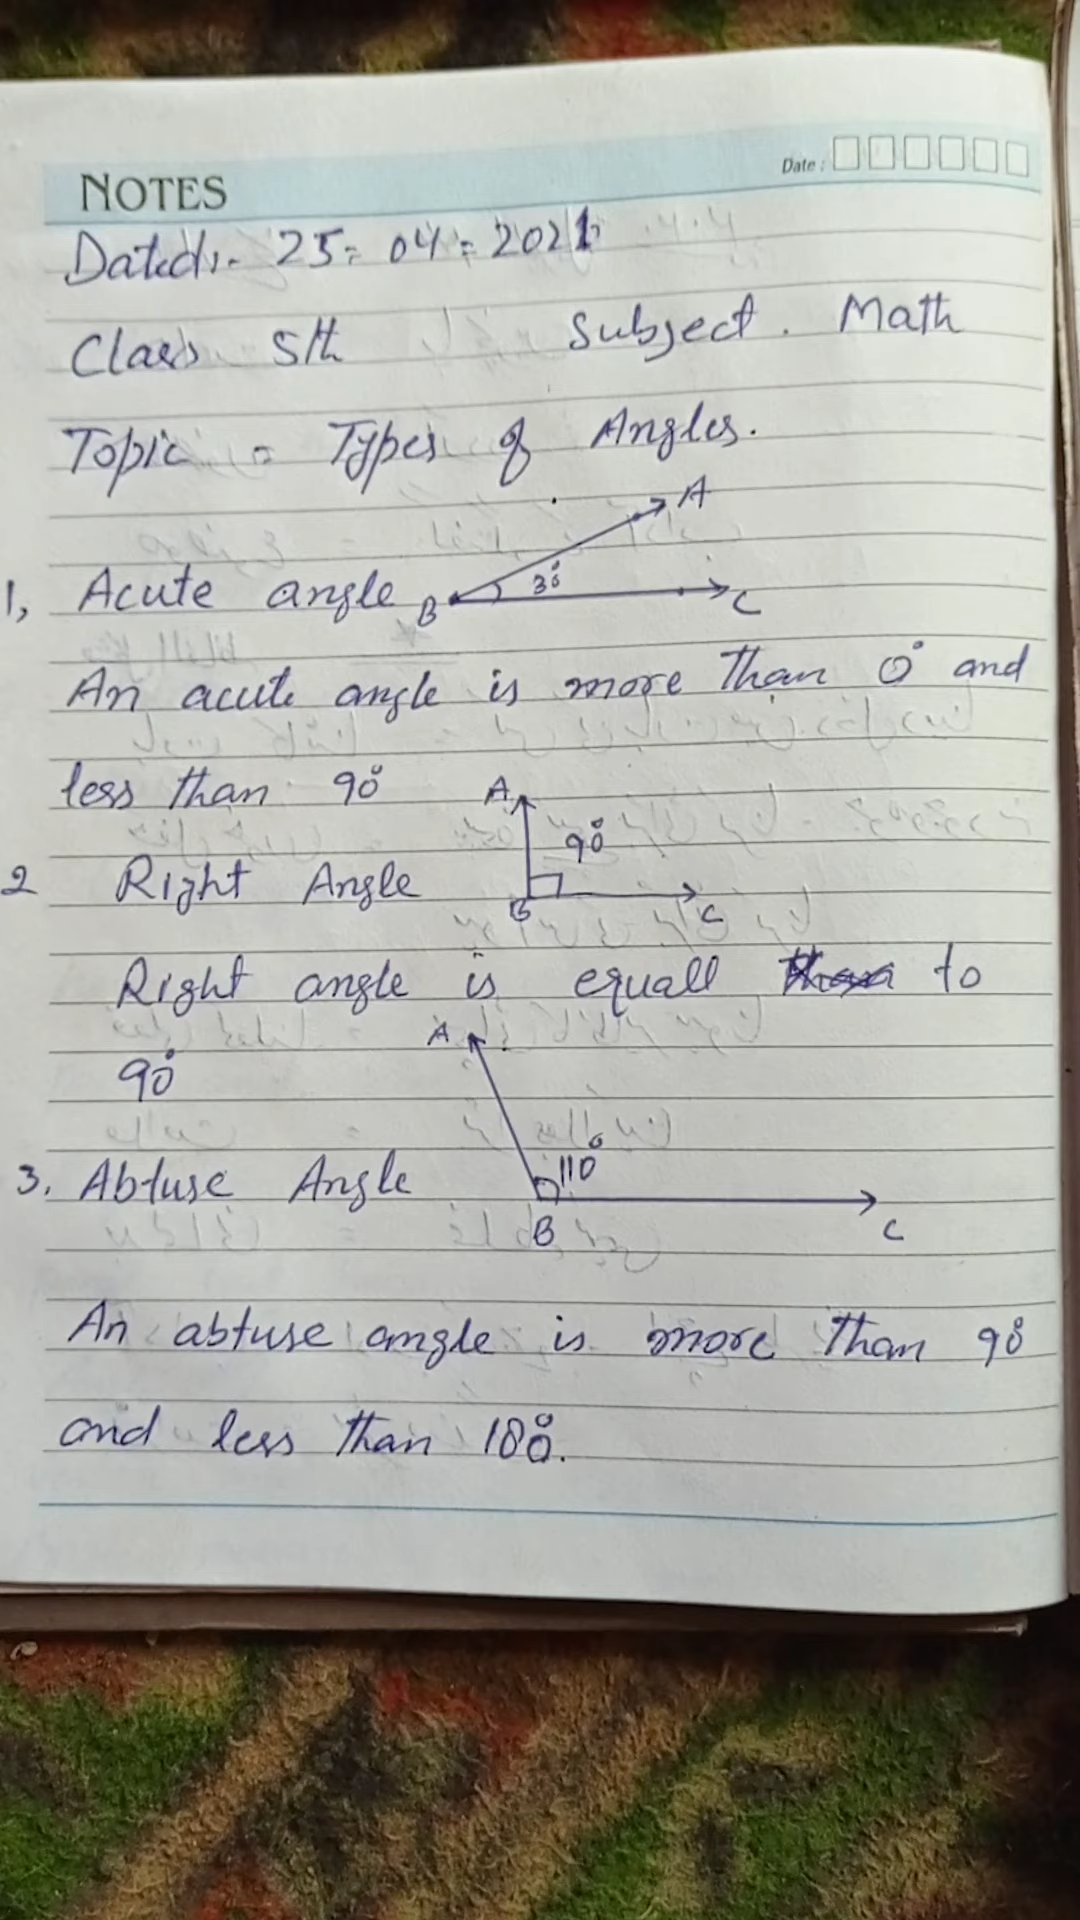 NOTES
Date:
Dated:- 25-04-2021
Class 5th Subject. Math
Topic = Types of Angles.
A
1, Acute angle B 30° C
An acute angle is more than 0° and
less than 90° A
90°
2 Right Angle B C
Right angle is equall to
A
90°
3. Abtuse Angle 110°
B C
An abtuse angle is more than 90°
and less than 180°.